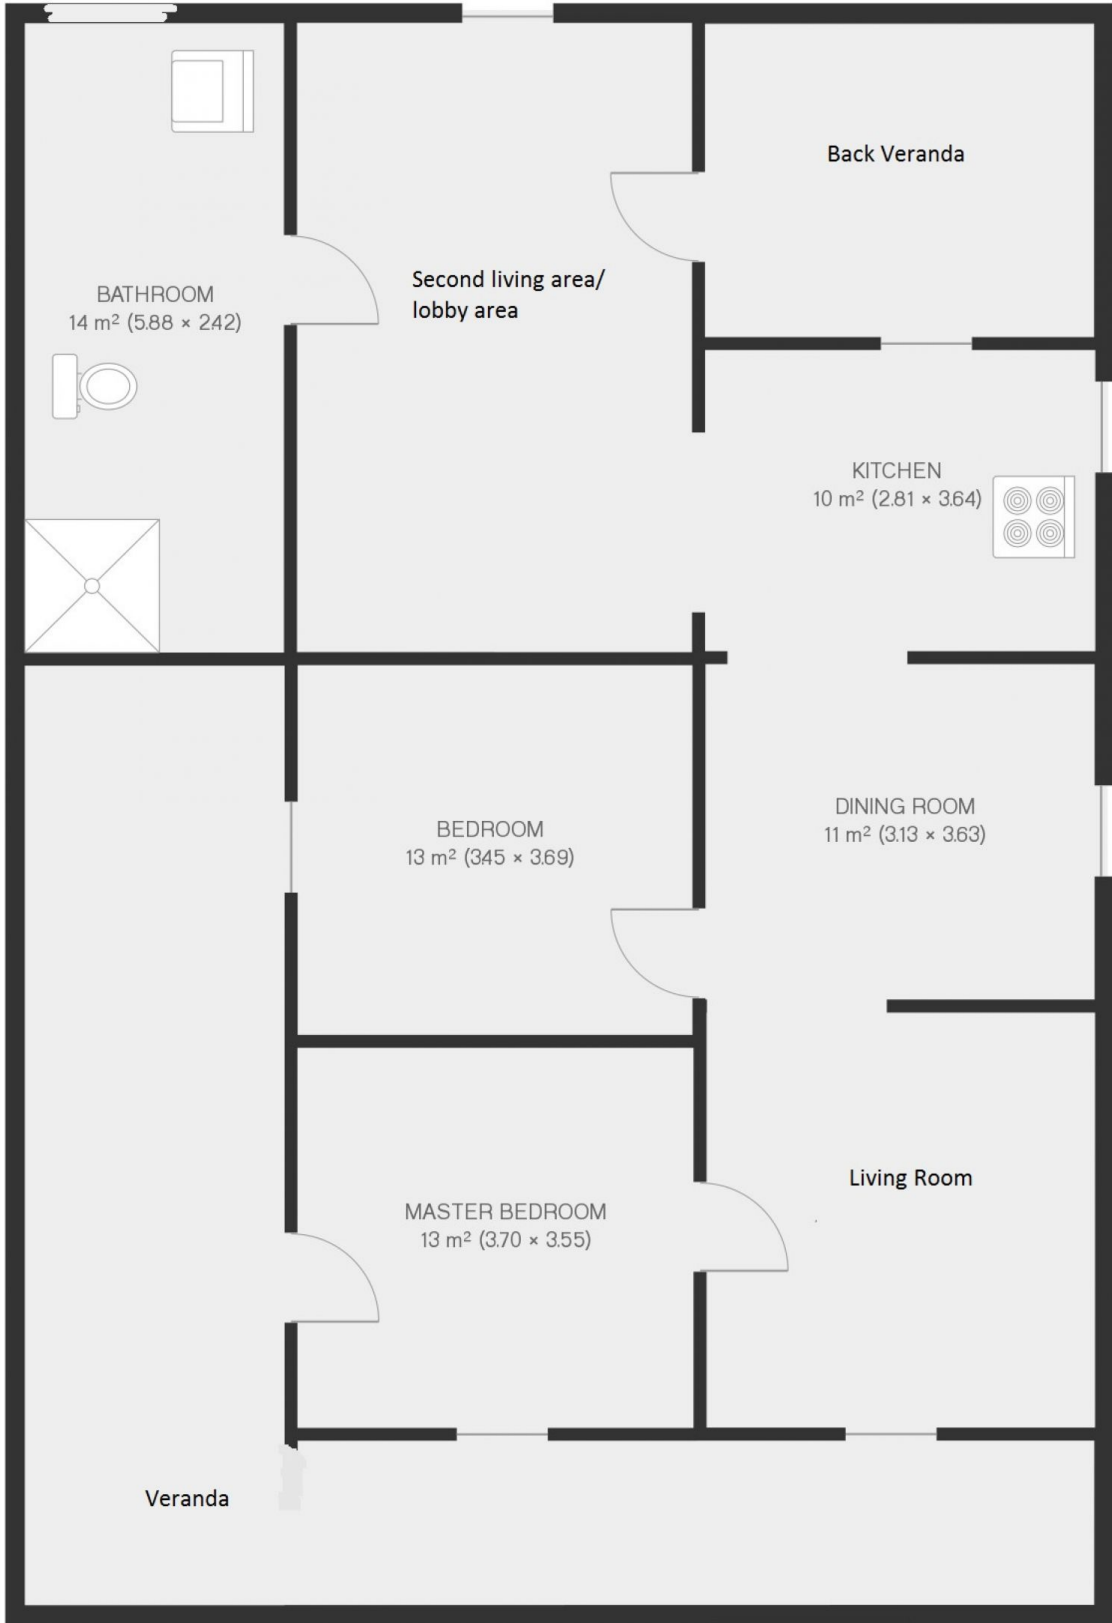 Back Veranda
Second living area/
lobby area
BATHROOM
14 m² (5.88 × 2.42)
KITCHEN
10 m² (2.81 × 3.64)
DINING ROOM
11 m² (3.13 × 3.63)
BEDROOM
13 m² (3.45 × 3.69)
Living Room
MASTER BEDROOM
13 m² (3.70 × 3.55)
Veranda